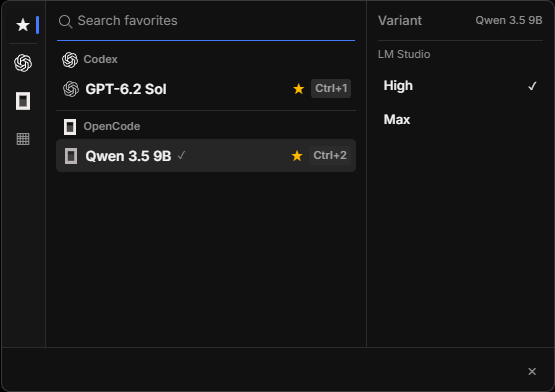 Search favorites
Codex
GPT-6.2 Sol
Ctrl+1
OpenCode
Qwen 3.5 9B ✓
Ctrl+2
Variant
Qwen 3.5 9B
LM Studio
High ✓
Max
×